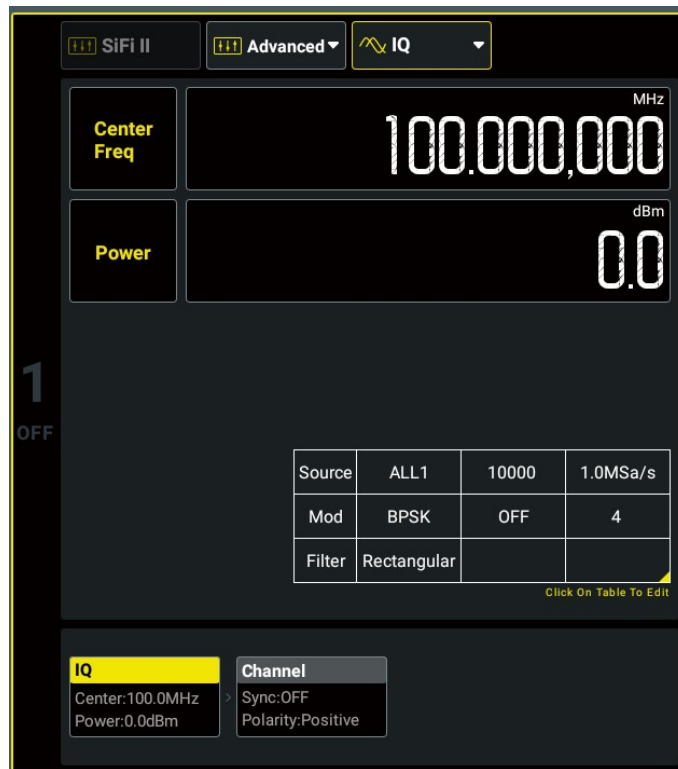 SiFi II Advanced IQ
MHz
Center
Freq
100.000,000
dBm
Power
0.0
1
OFF
Source ALL1 10000 1.0MSa/s
Mod BPSK OFF 4
Filter Rectangular
Click On Table To Edit
IQ
Center:100.0MHz
Power:0.0dBm
>
Channel
Sync:OFF
Polarity:Positive